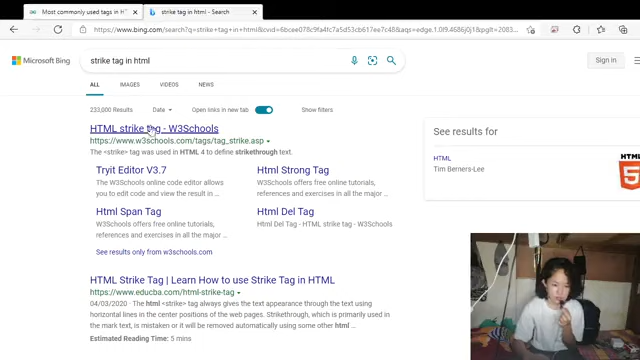 Most commonly used tags in H
strike tag in html - Search
https://www.bing.com/search?q=strike+tag+in+html&cvid=6bcee078c9fa4fc7a5d53cb617ee7c48&aqs=edge.1.0l9.4686j0j1&pglt=2083...
Microsoft Bing
strike tag in html
Sign in
ALL IMAGES VIDEOS NEWS
233,000 Results Date Open links in new tab Show filters
HTML strike tag - W3Schools
https://www.w3schools.com/tags/tag_strike.asp
The <strike> tag was used in HTML 4 to define strikethrough text.
Tryit Editor V3.7
The W3Schools online code editor allows
you to edit code and view the result in ...
HTML Strong Tag
W3Schools offers free online tutorials,
references and exercises in all the major ...
HTML Span Tag
W3Schools offers free online tutorials,
references and exercises in all the major ...
HTML Del Tag
Html Del Tag - HTML strike tag - W3Schools
See results only from w3schools.com
HTML Strike Tag | Learn How to use Strike Tag in HTML
https://www.educba.com/html-strike-tag
04/03/2020 · The html <strike> tag always gives the text appearance through the text using
horizontal lines in the center positions of the web pages. Strikethrough, which is primarily used in
the mark text, is mistaken or it will be removed automatically using some other html ...
Estimated Reading Time: 5 mins
See results for
HTML
Tim Berners-Lee
HTML
5